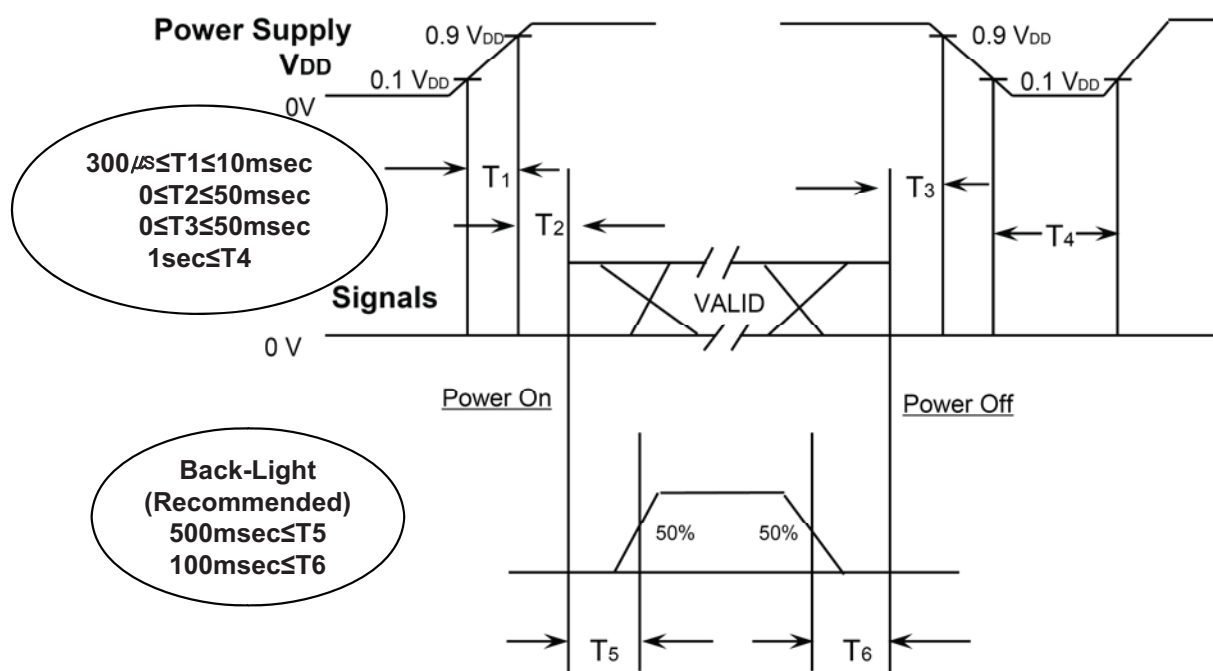 Power Supply
VDD
0.9 VDD
0.1 VDD
0V
0.9 VDD
0.1 VDD
300㎲≤T1≤10msec
0≤T2≤50msec
0≤T3≤50msec
1sec≤T4
T1
T2
T3
T4
Signals
VALID
0 V
Power On
Power Off
Back-Light
(Recommended)
500msec≤T5
100msec≤T6
50%
50%
T5
T6